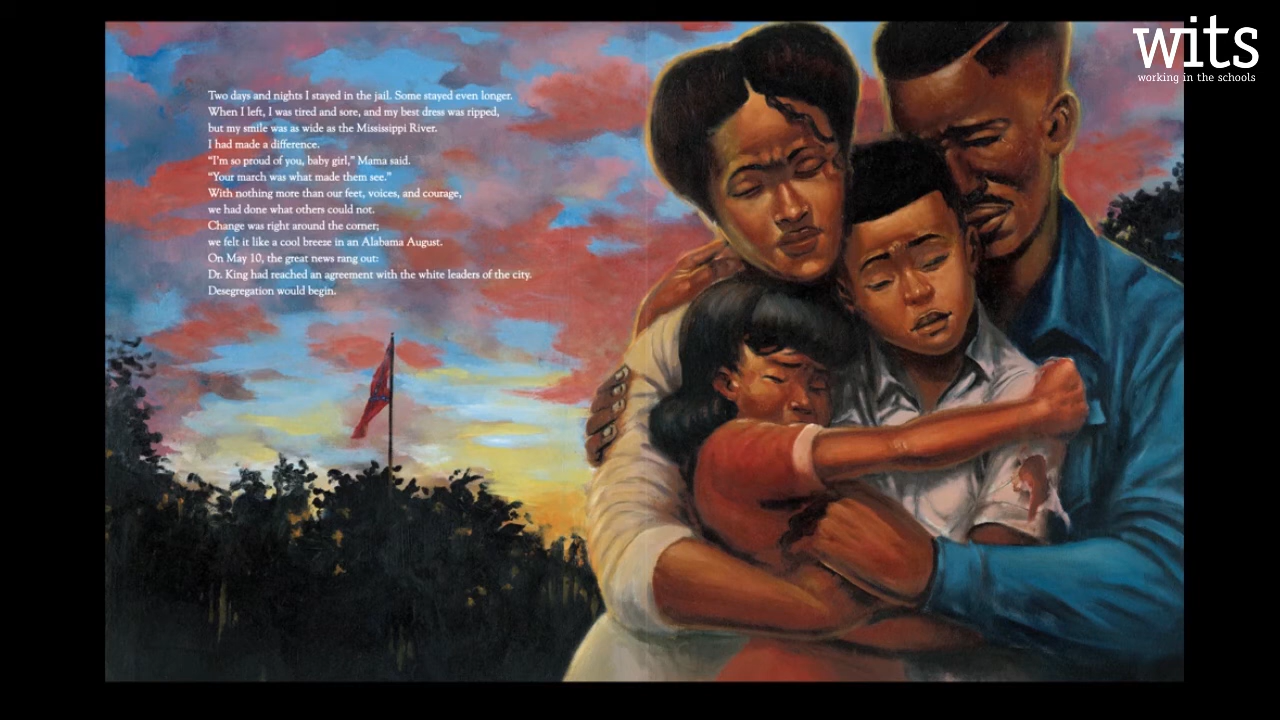 wits
working in the schools
Two days and nights I stayed in the jail. Some stayed even longer.
When I left, I was tired and sore, and my best dress was ripped,
but my smile was as wide as the Mississippi River.
I had made a difference.
“I’m so proud of you, baby girl,” Mama said.
“Your march was what made them see.”
With nothing more than our feet, voices, and courage,
we had done what others could not.
Change was right around the corner;
we felt it like a cool breeze in an Alabama August.
On May 10, the great news rang out:
Dr. King had reached an agreement with the white leaders of the city.
Desegregation would begin.